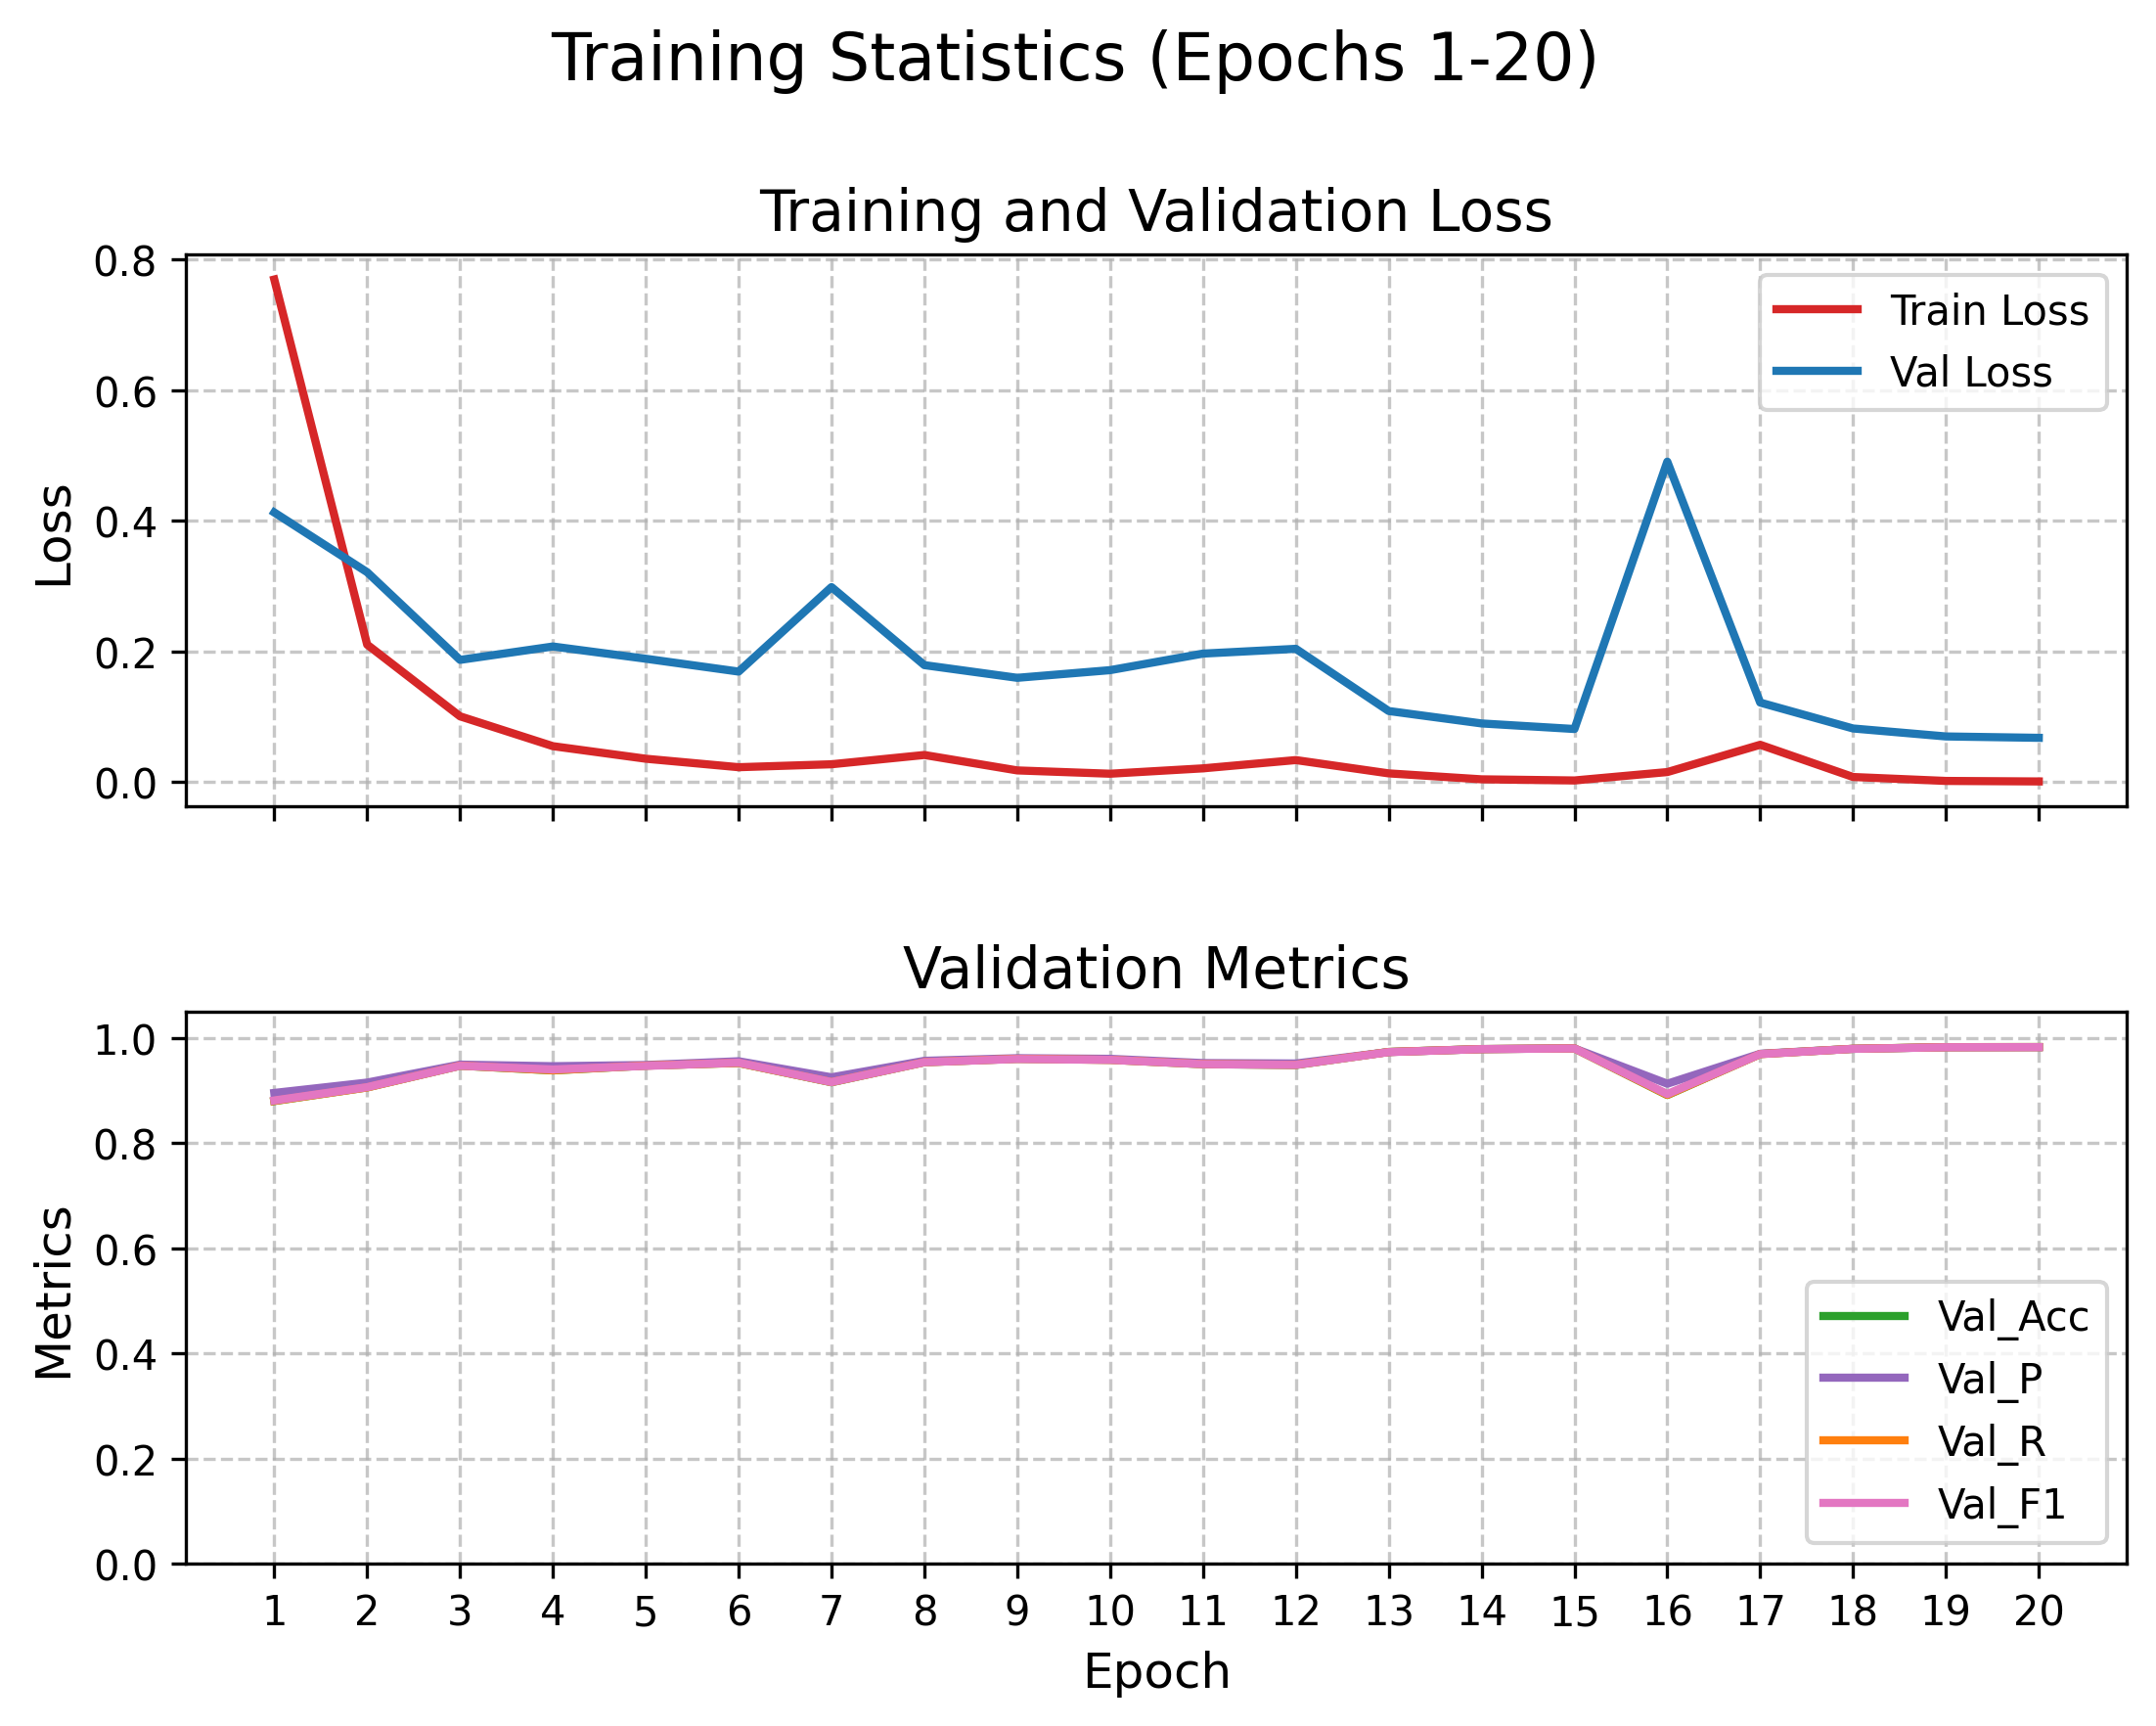 Training Statistics (Epochs 1-20)
Training and Validation Loss
0.8
0.6
0.4
0.2
0.0
Loss
Train Loss
Val Loss
Validation Metrics
1.0
0.8
0.6
0.4
0.2
0.0
Metrics
Val_Acc
Val_P
Val_R
Val_F1
1 2 3 4 5 6 7 8 9 10 11 12 13 14 15 16 17 18 19 20
Epoch